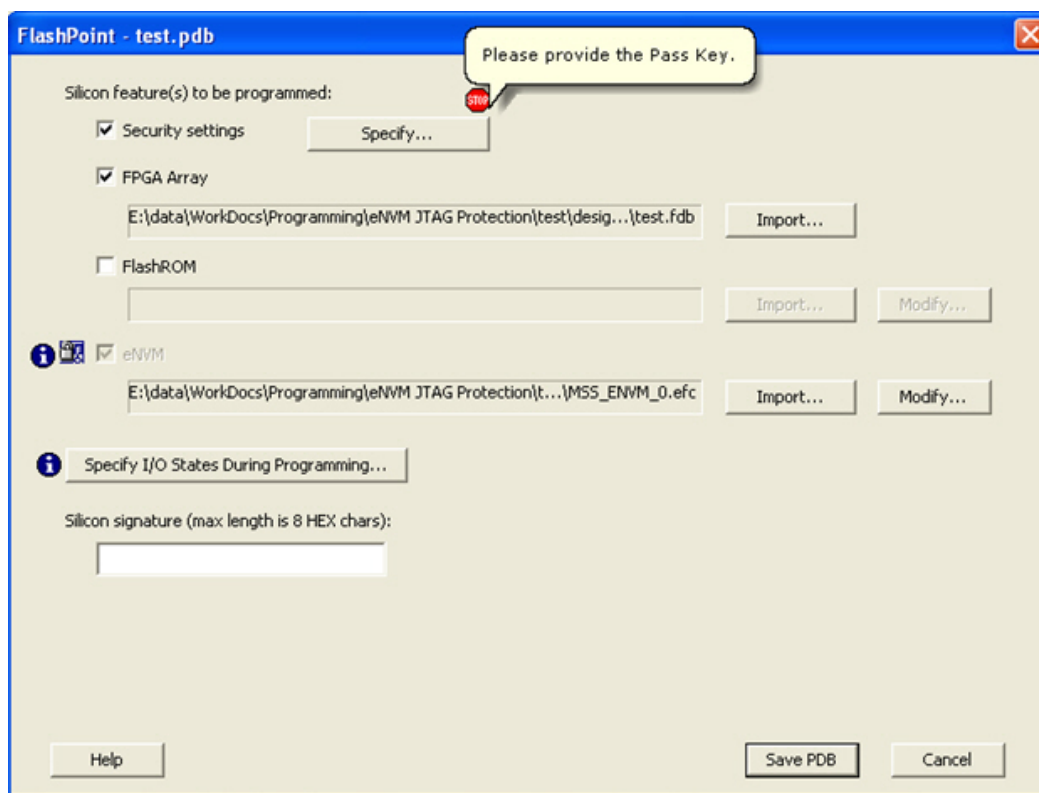 FlashPoint - test.pdb
Please provide the Pass Key.
Silicon feature(s) to be programmed:
STOP
Security settings
Specify...
FPGA Array
E:\data\WorkDocs\Programming\eNVM JTAG Protection\test\desig...\test.fdb
Import...
FlashROM
Import...
Modify...
eNVM
E:\data\WorkDocs\Programming\eNVM JTAG Protection\t...\MSS_ENVM_0.efc
Import...
Modify...
Specify I/O States During Programming...
Silicon signature (max length is 8 HEX chars):
Help
Save PDB
Cancel